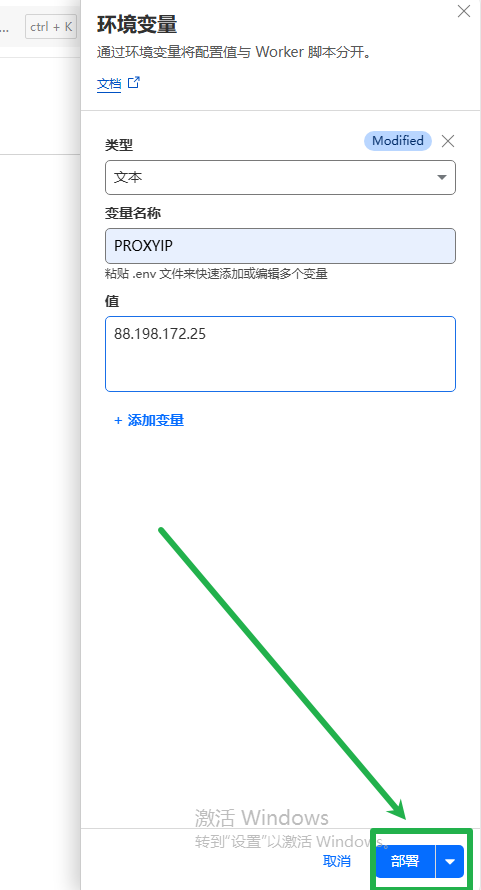 环境变量
... ctrl + K
通过环境变量将配置值与 Worker 脚本分开。
文档
Modified
类型
文本
变量名称
PROXYIP
粘贴 .env 文件来快速添加或编辑多个变量
值
88.198.172.25
+ 添加变量
激活 Windows
转到“设置”以激活 Windows。
取消
部署